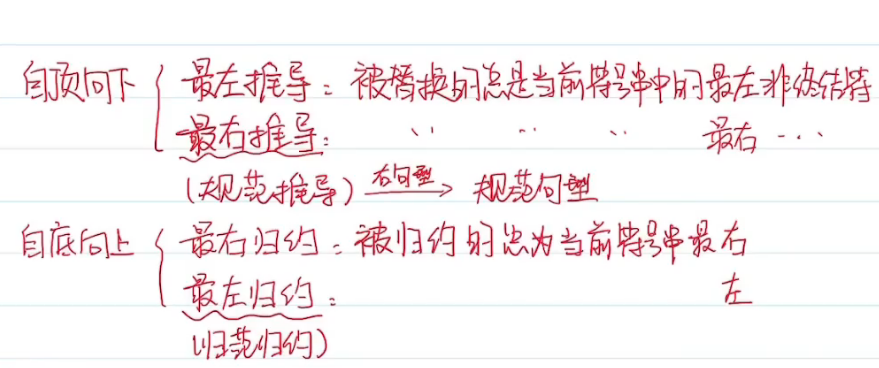 自顶向下 { 最左推导：被替换的总是当前符号串中的最左非终结符
最右推导： 〃 〃 〃 最右 ...
(规范推导) 右句型→ 规范句型
自底向上 { 最右归约：被归约的总为当前符号串最右
最左归约： 左
(归范归约)